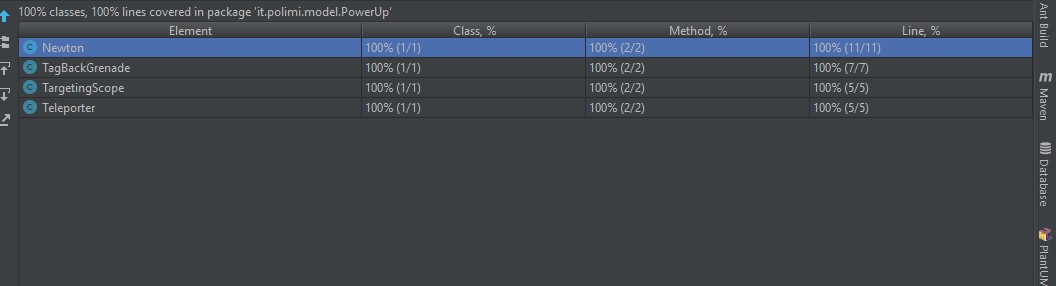 100% classes, 100% lines covered in package 'it.polimi.model.PowerUp'
Element Class, % Method, % Line, %
C Newton 100% (1/1) 100% (2/2) 100% (11/11)
C TagBackGrenade 100% (1/1) 100% (2/2) 100% (7/7)
C TargetingScope 100% (1/1) 100% (2/2) 100% (5/5)
C Teleporter 100% (1/1) 100% (2/2) 100% (5/5)
Ant Build
m Maven
Database
PlantUM